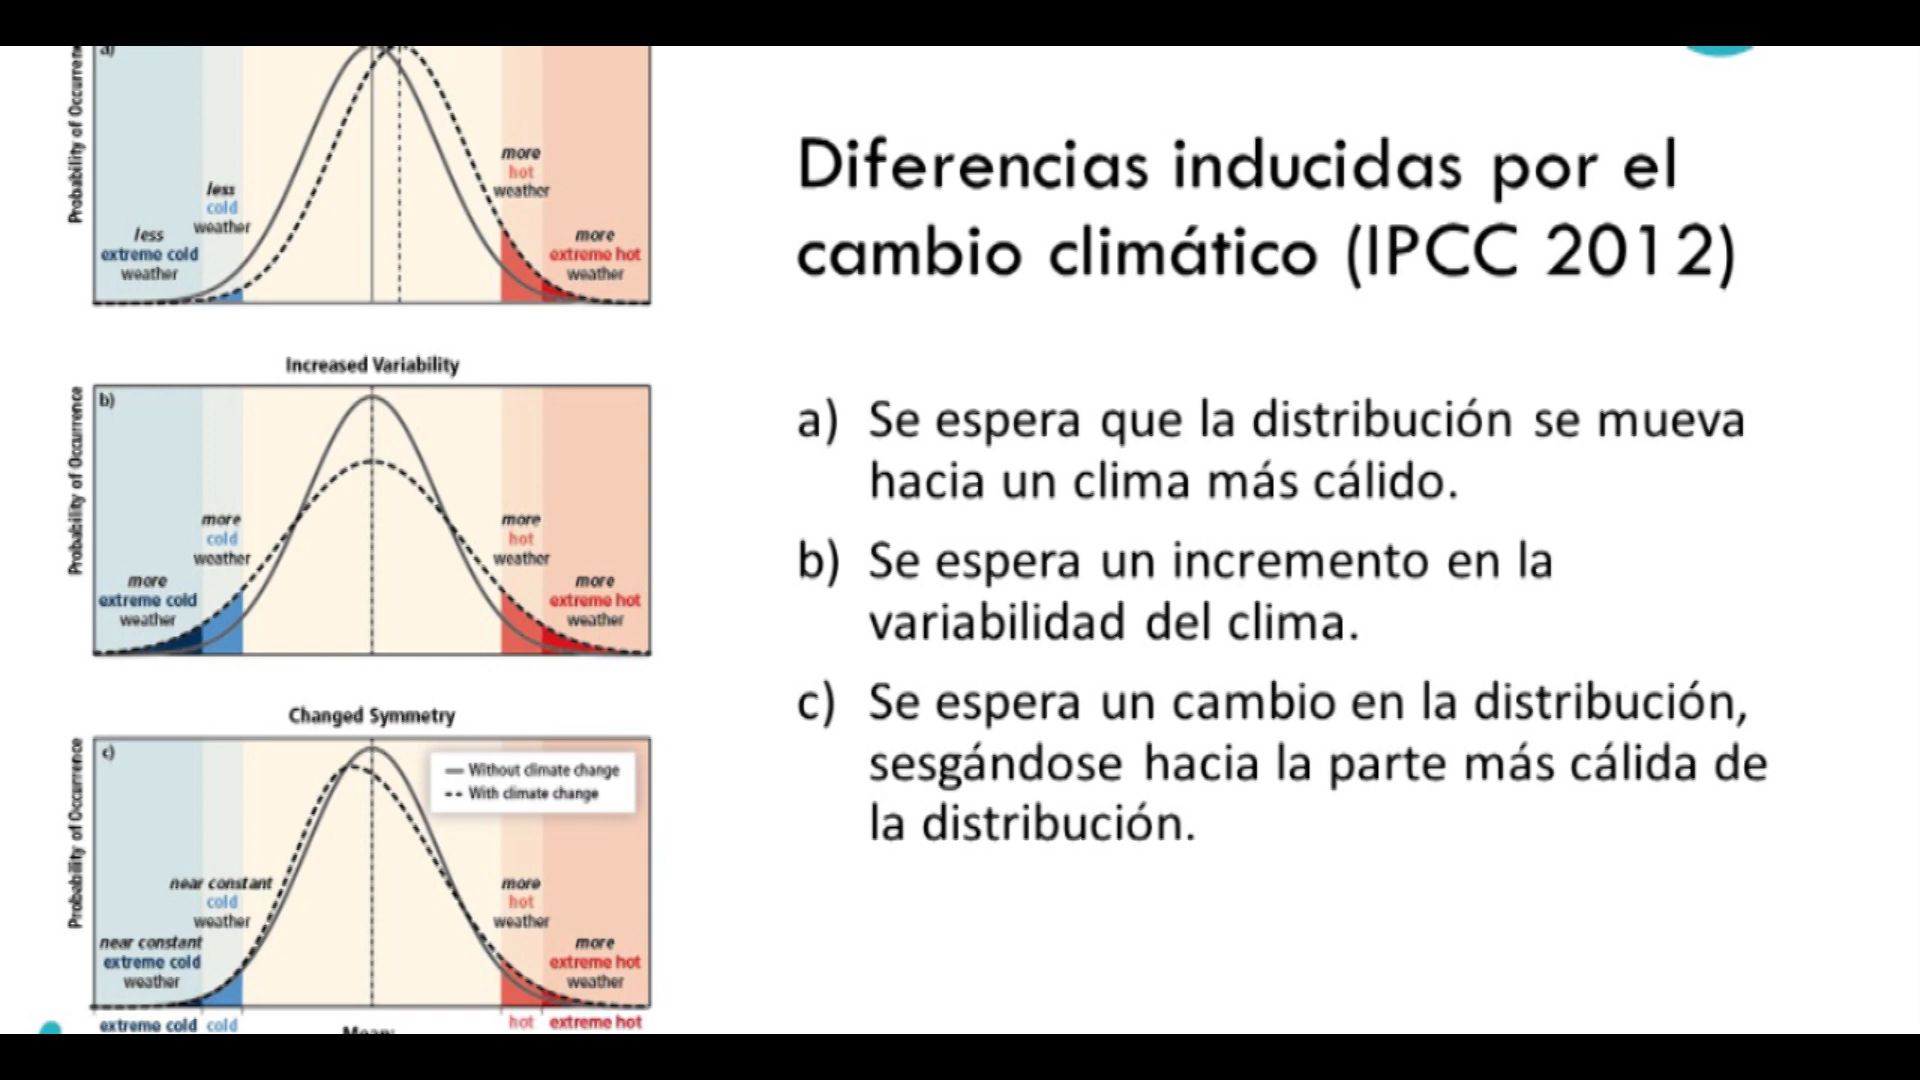 a)
Probability of Occurren
less
cold
weather
less
extreme cold
weather
more
hot
weather
more
extreme hot
weather
Increased Variability
b)
Probability of Occurrence
more
cold
weather
more
extreme cold
weather
more
hot
weather
more
extreme hot
weather
Changed Symmetry
c)
Probability of Occurrence
Without climate change
With climate change
near constant
cold
weather
near constant
extreme cold
weather
more
hot
weather
more
extreme hot
weather
extreme cold cold
Mean:
hot extreme hot
Diferencias inducidas por el
cambio climático (IPCC 2012)
a) Se espera que la distribución se mueva
hacia un clima más cálido.
b) Se espera un incremento en la
variabilidad del clima.
c) Se espera un cambio en la distribución,
sesgándose hacia la parte más cálida de
la distribución.